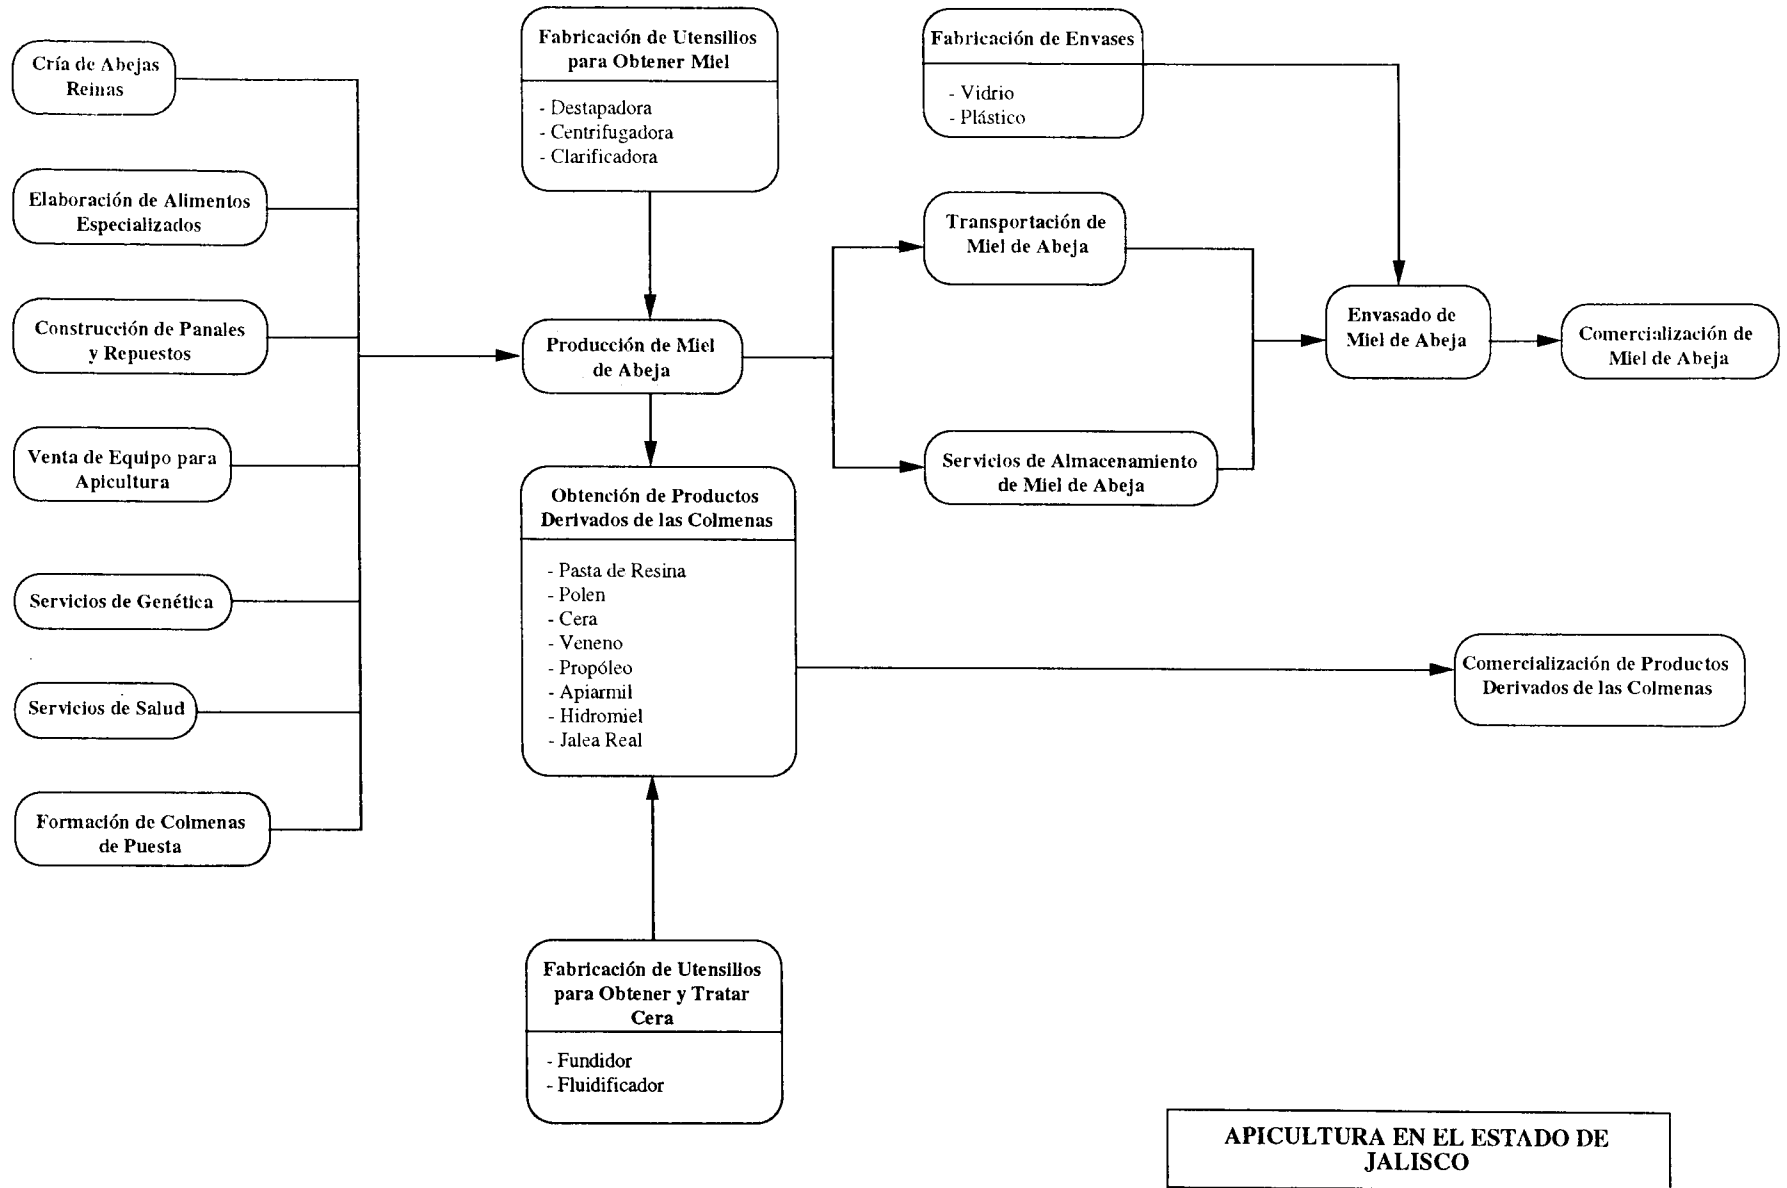 Cría de Abejas
Reinas
Elaboración de Alimentos
Especializados
Construcción de Panales
y Repuestos
Venta de Equipo para
Apicultura
Servicios de Genética
Servicios de Salud
Formación de Colmenas
de Puesta
Fabricación de Utensilios
para Obtener Miel
- Destapadora
- Centrifugadora
- Clarificadora
Producción de Miel
de Abeja
Obtención de Productos
Derivados de las Colmenas
- Pasta de Resina
- Polen
- Cera
- Veneno
- Propóleo
- Apiarmil
- Hidromiel
- Jalea Real
Fabricación de Utensilios
para Obtener y Tratar
Cera
- Fundidor
- Fluidificador
Fabricación de Envases
- Vidrio
- Plástico
Transportación de
Miel de Abeja
Servicios de Almacenamiento
de Miel de Abeja
Envasado de
Miel de Abeja
Comercialización de
Miel de Abeja
Comercialización de Productos
Derivados de las Colmenas
APICULTURA EN EL ESTADO DE
JALISCO